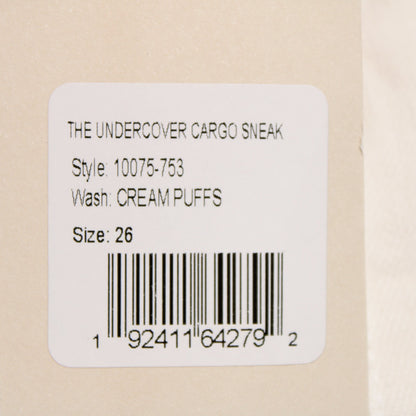 THE UNDERCOVER CARGO SNEAK
Style: 10075-753
Wash: CREAM PUFFS
Size: 26
1 92411 64279 2